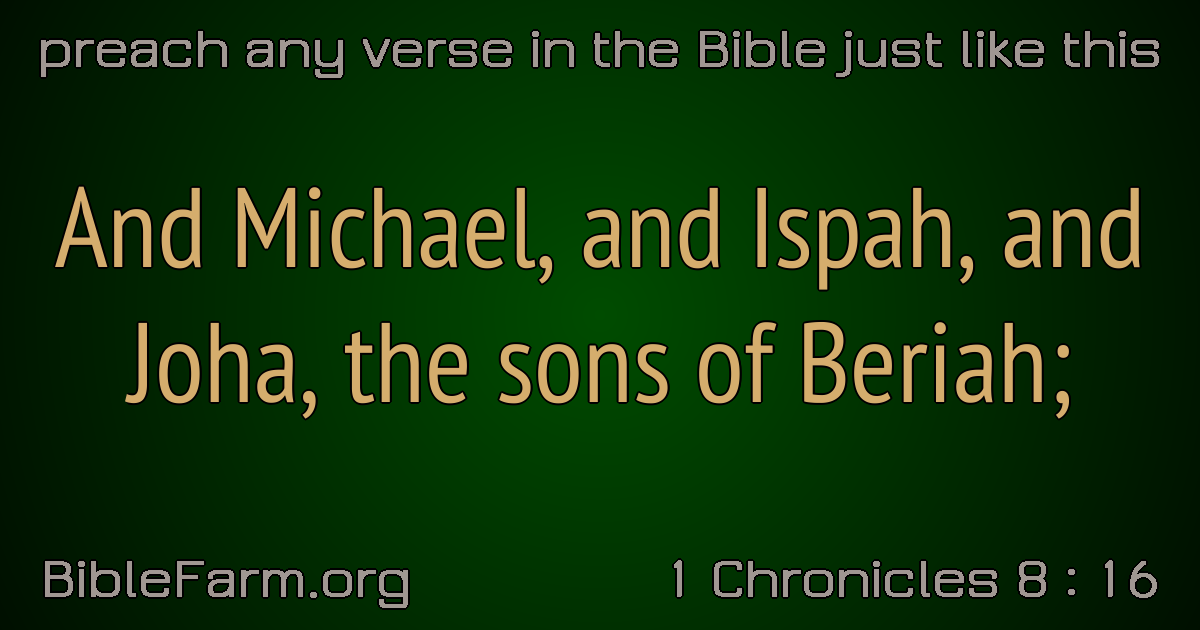 preach any verse in the Bible just like this
And Michael, and Ispah, and
Joha, the sons of Beriah;
BibleFarm.org
1 Chronicles 8 : 16